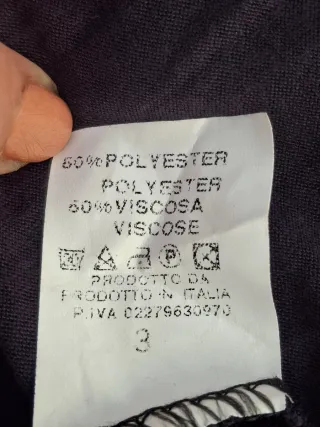 50%POLYESTER
POLYESTER
50%VISCOSA
VISCOSE
P
PRODOTTO DA
PRODOTTO IN ITALIA
P.IVA 02279630970
3